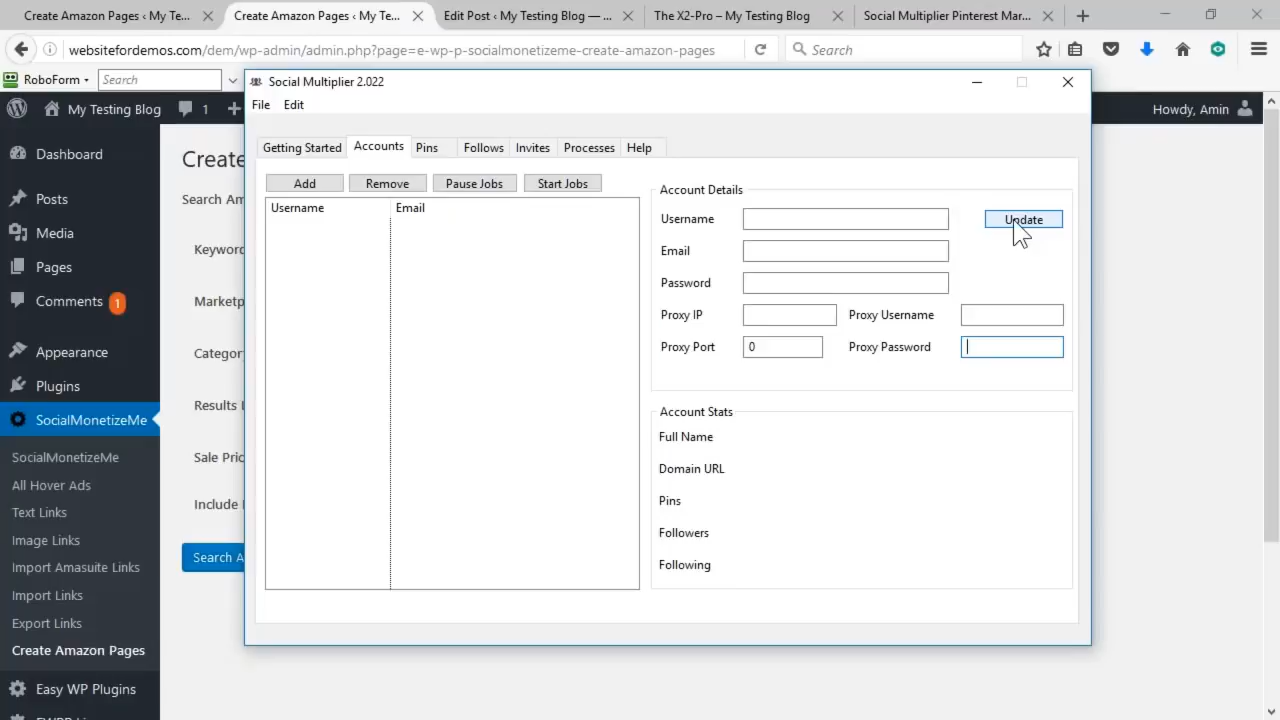 Create Amazon Pages ‹ My Te...
Create Amazon Pages ‹ My Te...
Edit Post ‹ My Testing Blog — ...
The X2-Pro – My Testing Blog
Social Multiplier Pinterest Mar...
websitefordemos.com/dem/wp-admin/admin.php?page=e-wp-p-socialmonetizeme-create-amazon-pages
Search
RoboForm
Search
Social Multiplier 2.022
File Edit
My Testing Blog
1
Howdy, Amin
Getting Started Accounts Pins Follows Invites Processes Help
Add Remove Pause Jobs Start Jobs
Username Email
Account Details
Username
Update
Email
Password
Proxy IP
Proxy Username
Proxy Port 0
Proxy Password
Account Stats
Full Name
Domain URL
Pins
Followers
Following
Dashboard
Posts
Media
Pages
Comments 1
Appearance
Plugins
SocialMonetizeMe
SocialMonetizeMe
All Hover Ads
Text Links
Image Links
Import Amasuite Links
Import Links
Export Links
Create Amazon Pages
Easy WP Plugins
Create
Search Am
Keyword
Marketp
Categor
Results
Sale Pric
Include
Search A